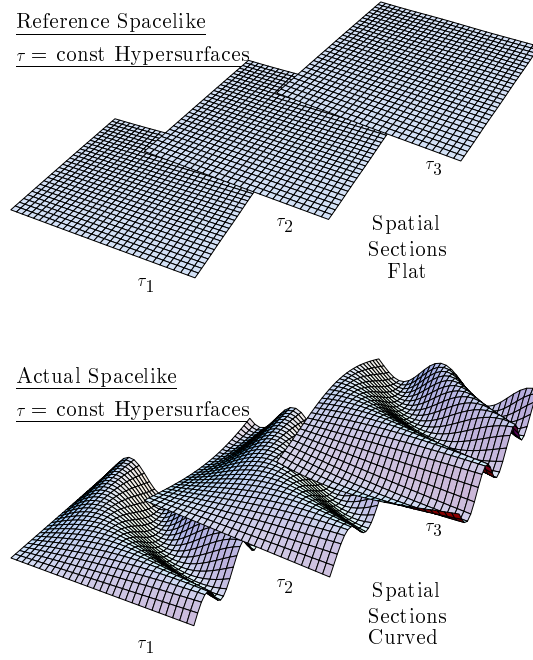 Reference Spacelike
τ = const Hypersurfaces
τ3
τ2
τ1
Spatial
Sections
Flat
Actual Spacelike
τ = const Hypersurfaces
τ3
τ2
τ1
Spatial
Sections
Curved